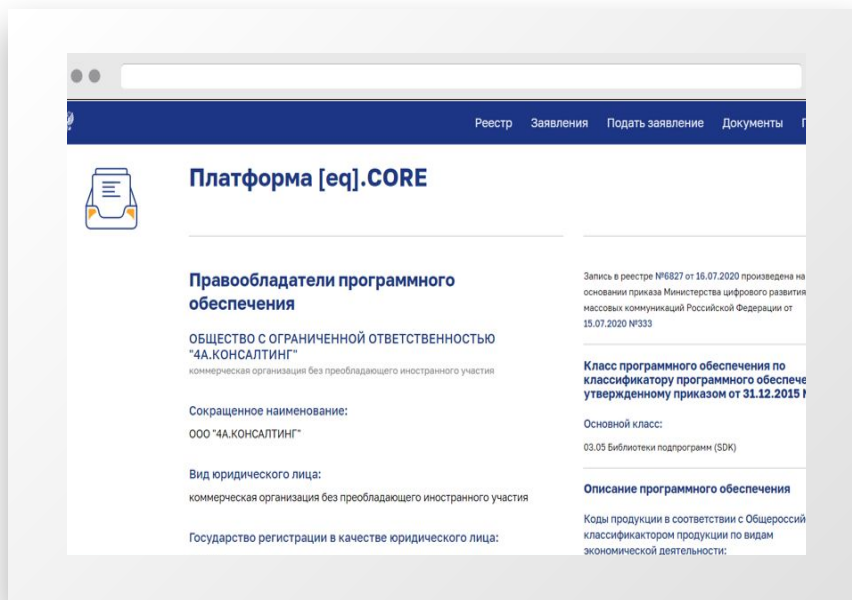 Реестр Заявления Подать заявление Документы
Платформа [eq].CORE
Правообладатели программного
обеспечения
ОБЩЕСТВО С ОГРАНИЧЕННОЙ ОТВЕТСТВЕННОСТЬЮ
"4А.КОНСАЛТИНГ"
коммерческая организация без преобладающего иностранного участия
Сокращенное наименование:
ООО "4А.КОНСАЛТИНГ"
Вид юридического лица:
коммерческая организация без преобладающего иностранного участия
Государство регистрации в качестве юридического лица:
Запись в реестре №6827 от 16.07.2020 произведена на
основании приказа Министерства цифрового развития
массовых коммуникаций Российской Федерации от
15.07.2020 №333
Класс программного обеспечения по
классификатору программного обеспече
утвержденному приказом от 31.12.2015
Основной класс:
03.05 Библиотеки подпрограмм (SDK)
Описание программного обеспечения
Коды продукции в соответствии с Общероссий
классификактором продукции по видам
экономической деятельности: